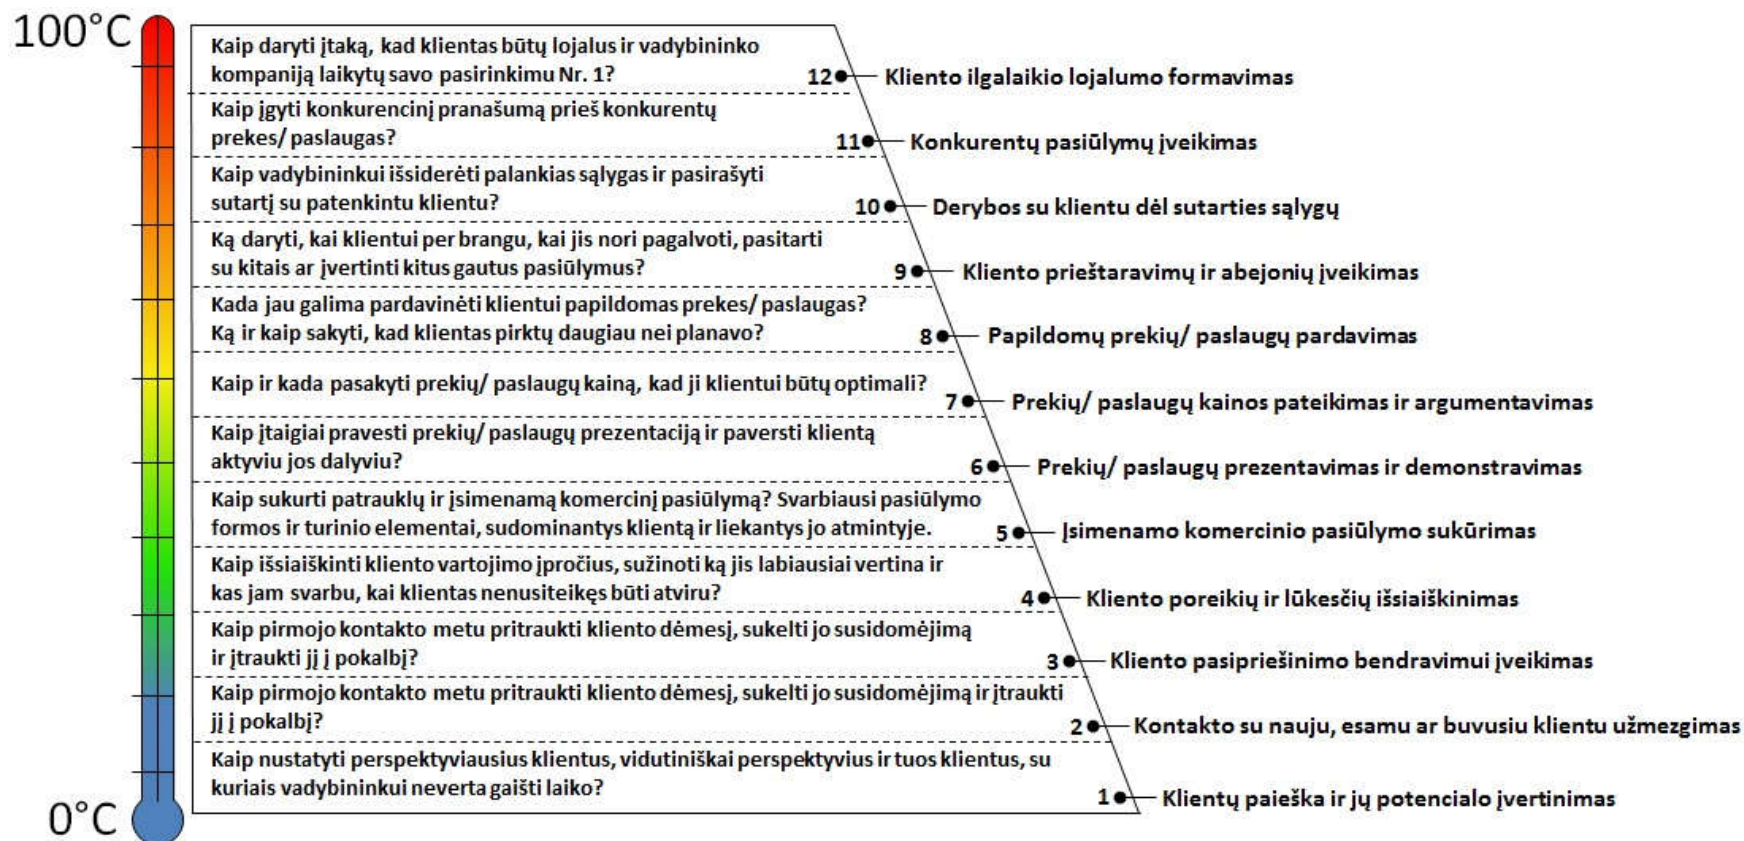 100°C
Kaip daryti įtaką, kad klientas būtų lojalus ir vadybininko
kompaniją laikytų savo pasirinkimu Nr. 1?
12 Kliento ilgalaikio lojalumo formavimas
Kaip įgyti konkurencinį pranašumą prieš konkurentų
prekes/ paslaugas?
11 Konkurentų pasiūlymų įveikimas
Kaip vadybininkui išsiderėti palankias sąlygas ir pasirašyti
sutartį su patenkintu klientu?
10 Derybos su klientu dėl sutarties sąlygų
Ką daryti, kai klientui per brangu, kai jis nori pagalvoti, pasitarti
su kitais ar įvertinti kitus gautus pasiūlymus?
9 Kliento prieštaravimų ir abejonių įveikimas
Kada jau galima pardavinėti klientui papildomas prekes/ paslaugas?
Ką ir kaip sakyti, kad klientas pirktų daugiau nei planavo?
8 Papildomų prekių/ paslaugų pardavimas
Kaip ir kada pasakyti prekių/ paslaugų kainą, kad ji klientui būtų optimali?
7 Prekių/ paslaugų kainos pateikimas ir argumentavimas
Kaip įtaigiai pravesti prekių/ paslaugų prezentaciją ir paversti klientą
aktyviu jos dalyviu?
6 Prekių/ paslaugų prezentavimas ir demonstravimas
Kaip sukurti patrauklų ir įsimenamą komercinį pasiūlymą? Svarbiausi pasiūlymo
formos ir turinio elementai, sudominantys klientą ir liekantys jo atmintyje.
5 Įsimenamo komercinio pasiūlymo sukūrimas
Kaip išsiaiškinti kliento vartojimo įpročius, sužinoti ką jis labiausiai vertina ir
kas jam svarbu, kai klientas nenusiteikęs būti atviru?
4 Kliento poreikių ir lūkesčių išsiaiškinimas
Kaip pirmojo kontakto metu pritraukti kliento dėmesį, sukelti jo susidomėjimą
ir įtraukti jį į pokalbį?
3 Kliento pasipriešinimo bendravimui įveikimas
Kaip pirmojo kontakto metu pritraukti kliento dėmesį, sukelti jo susidomėjimą ir įtraukti
jį į pokalbį?
2 Kontakto su nauju, esamu ar buvusiu klientu užmezgimas
Kaip nustatyti perspektyviausius klientus, vidutiniškai perspektyvius ir tuos klientus, su
kuriais vadybininkui neverta gaišti laiko?
1 Klientų paieška ir jų potencialo įvertinimas
0°C